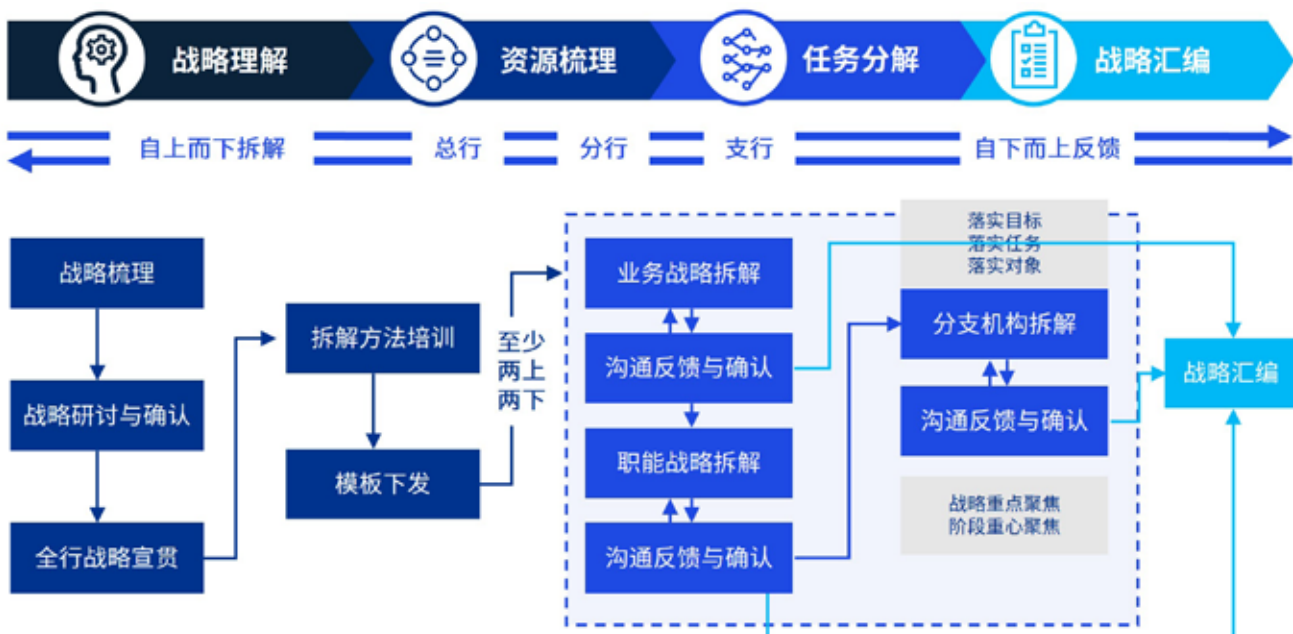 战略理解
资源梳理
任务分解
战略汇编
自上而下拆解
总行
分行
支行
自下而上反馈
战略梳理
战略研讨与确认
全行战略宣贯
拆解方法培训
模板下发
至少
两上
两下
业务战略拆解
沟通反馈与确认
职能战略拆解
沟通反馈与确认
落实目标
落实任务
落实对象
分支机构拆解
沟通反馈与确认
战略重点聚焦
阶段重心聚焦
战略汇编